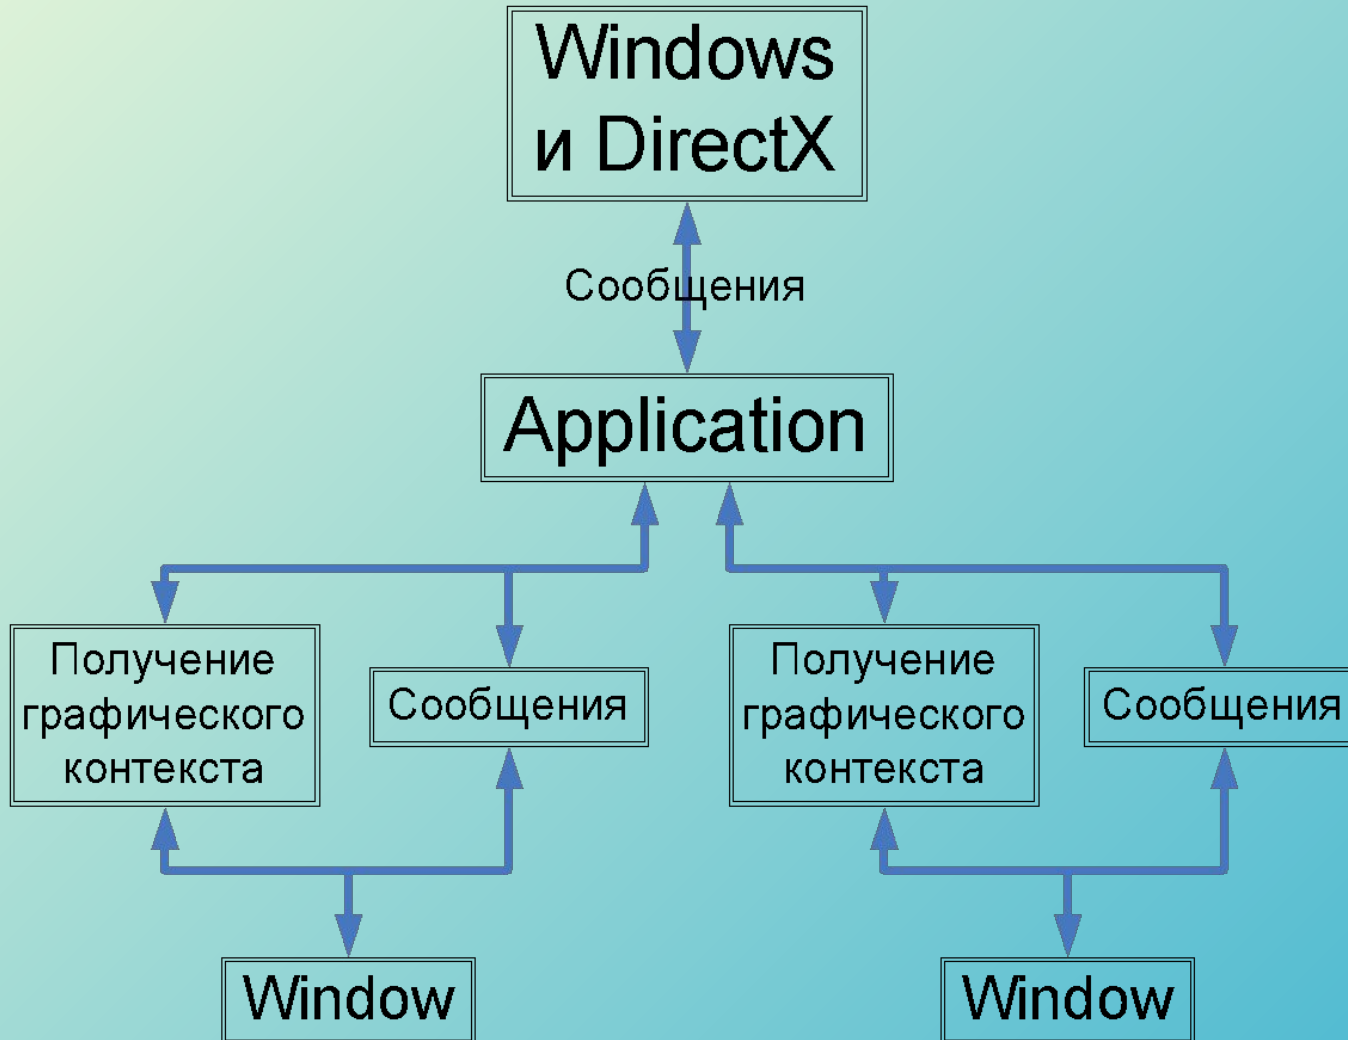 Windows
и DirectX
Сообщения
Application
Получение
графического
контекста
Сообщения
Получение
графического
контекста
Сообщения
Window
Window